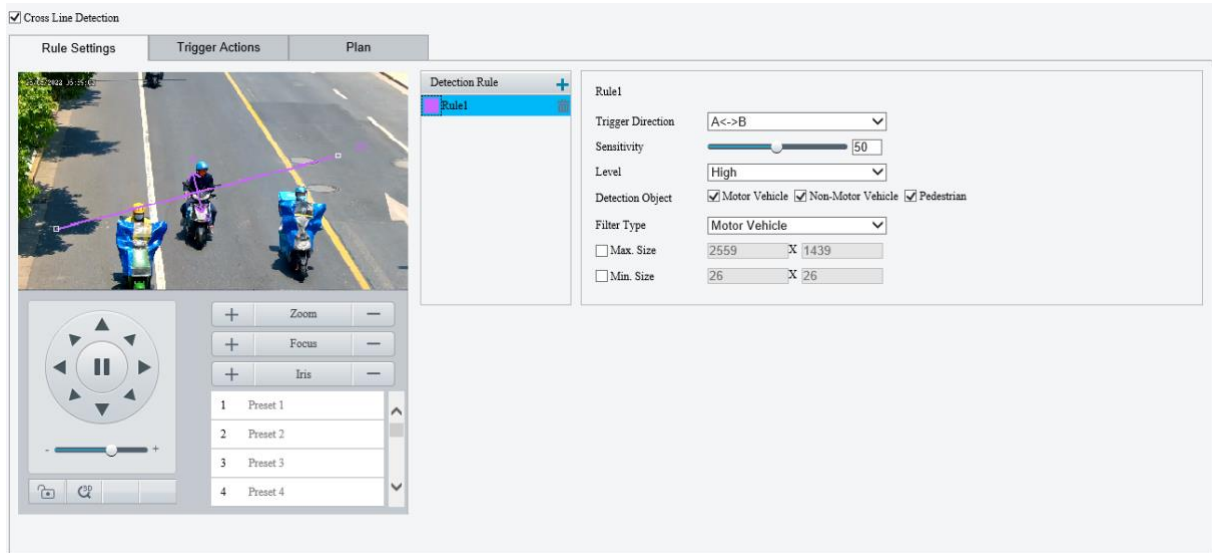 Cross Line Detection
Rule Settings Trigger Actions Plan
Detection Rule +
Rule1
Rule1
Trigger Direction A<->B
Sensitivity 50
Level High
Detection Object Motor Vehicle Non-Motor Vehicle Pedestrian
Filter Type Motor Vehicle
Max. Size 2559 X 1439
Min. Size 26 X 26
+ Zoom −
+ Focus −
+ Iris −
1 Preset 1
2 Preset 2
3 Preset 3
4 Preset 4
- +
3D